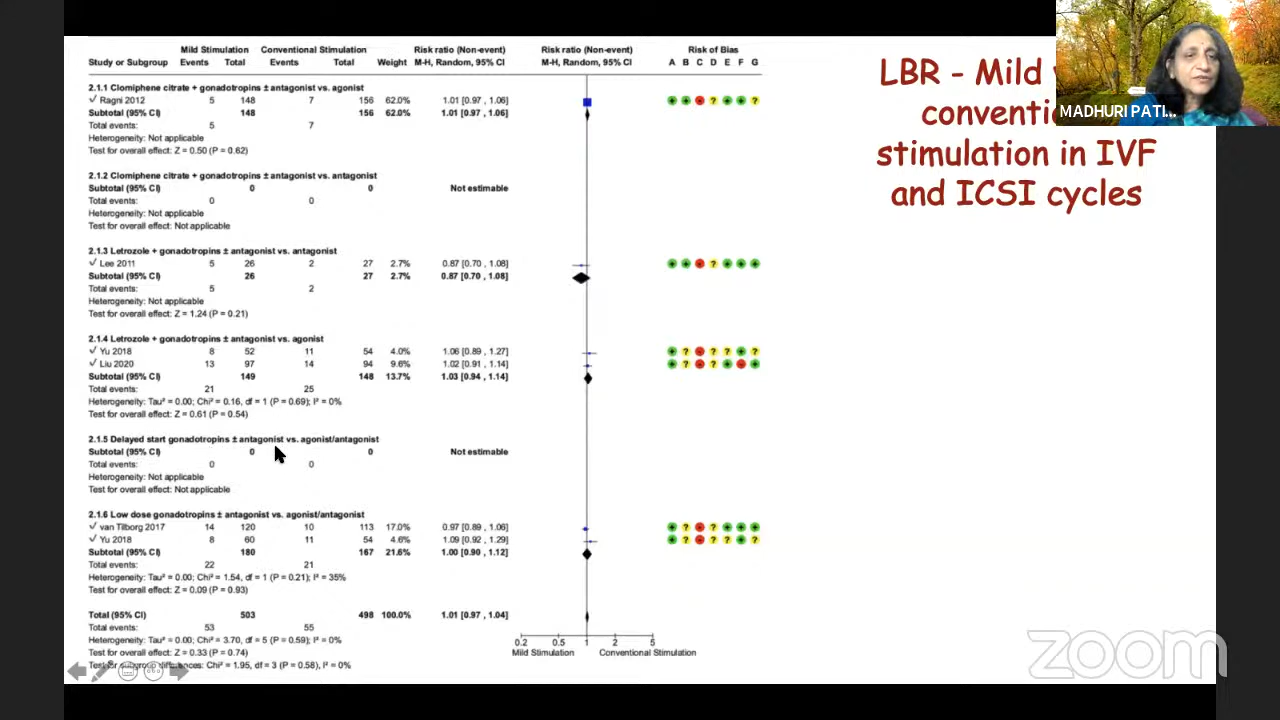 Mild Stimulation Conventional Stimulation Risk ratio (Non-event) Risk ratio (Non-event) Risk of Bias
Study or Subgroup Events Total Events Total Weight M-H, Random, 95% CI M-H, Random, 95% CI A B C D E F G
2.1.1 Clomiphene citrate + gonadotropins ± antagonist vs. agonist
✓ Ragni 2012 5 148 7 156 62.0% 1.01 [0.97 , 1.06] + + - ? + + ?
Subtotal (95% CI) 148 156 62.0% 1.01 [0.97 , 1.06]
Total events: 5 7
Heterogeneity: Not applicable
Test for overall effect: Z = 0.50 (P = 0.62)
2.1.2 Clomiphene citrate + gonadotropins ± antagonist vs. antagonist
Subtotal (95% CI) 0 0 Not estimable
Total events: 0 0
Heterogeneity: Not applicable
Test for overall effect: Not applicable
2.1.3 Letrozole + gonadotropins ± antagonist vs. antagonist
✓ Lee 2011 5 26 2 27 2.7% 0.87 [0.70 , 1.08] + + - ? + + +
Subtotal (95% CI) 26 27 2.7% 0.87 [0.70 , 1.08]
Total events: 5 2
Heterogeneity: Not applicable
Test for overall effect: Z = 1.24 (P = 0.21)
2.1.4 Letrozole + gonadotropins ± antagonist vs. agonist
✓ Yu 2018 8 52 11 54 4.0% 1.06 [0.89 , 1.27] + ? - ? ? + ?
✓ Liu 2020 13 97 14 94 9.6% 1.02 [0.91 , 1.14] + ? - ? + - +
Subtotal (95% CI) 149 148 13.7% 1.03 [0.94 , 1.14]
Total events: 21 25
Heterogeneity: Tau² = 0.00; Chi² = 0.16, df = 1 (P = 0.69); I² = 0%
Test for overall effect: Z = 0.61 (P = 0.54)
2.1.5 Delayed start gonadotropins ± antagonist vs. agonist/antagonist
Subtotal (95% CI) 0 0 Not estimable
Total events: 0 0
Heterogeneity: Not applicable
Test for overall effect: Not applicable
2.1.6 Low dose gonadotropins ± antagonist vs. agonist/antagonist
✓ van Tilborg 2017 14 120 10 113 17.0% 0.97 [0.89 , 1.06] + ? - ? + + +
✓ Yu 2018 8 60 11 54 4.6% 1.09 [0.92 , 1.29] + ? - ? ? + ?
Subtotal (95% CI) 180 167 21.6% 1.00 [0.90 , 1.12]
Total events: 22 21
Heterogeneity: Tau² = 0.00; Chi² = 1.54, df = 1 (P = 0.21); I² = 35%
Test for overall effect: Z = 0.09 (P = 0.93)
Total (95% CI) 503 498 100.0% 1.01 [0.97 , 1.04]
Total events: 53 55
Heterogeneity: Tau² = 0.00; Chi² = 3.70, df = 5 (P = 0.59); I² = 0%
Test for overall effect: Z = 0.33 (P = 0.74)
Test for subgroup differences: Chi² = 1.95, df = 3 (P = 0.58), I² = 0%
0.2 0.5 1 2 5
Mild Stimulation Conventional Stimulation
LBR - Mild
conventi
stimulation in IVF
and ICSI cycles
MADHURI PATI...
zoom